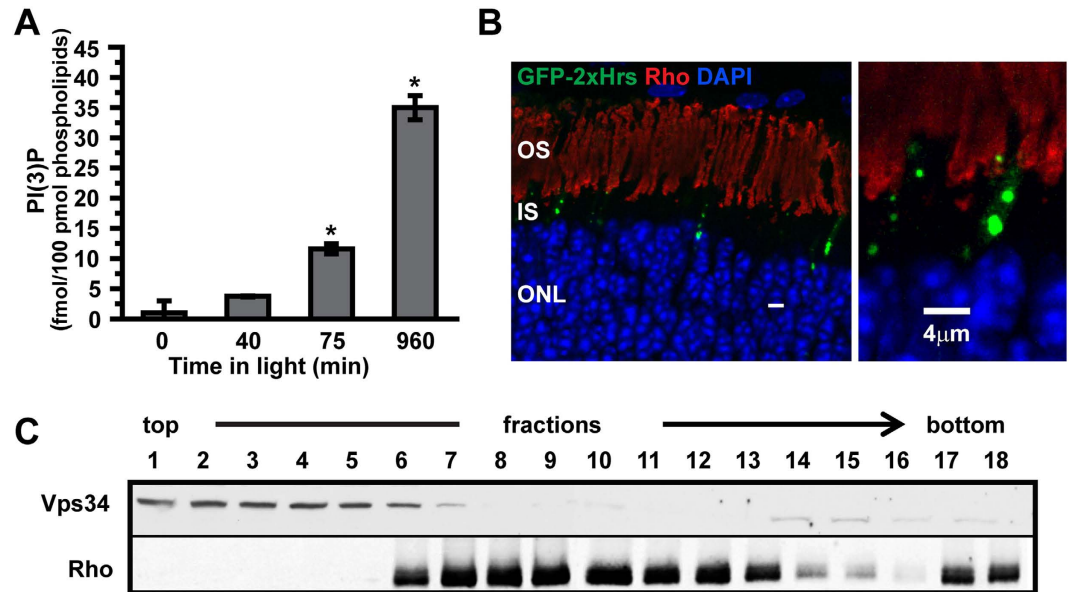 A
PI(3)P
(fmol/100 pmol phospholipids)
45
40
35
30
25
20
15
10
5
0
*
*
0 40 75 960
Time in light (min)
B
GFP-2xHrs Rho DAPI
OS
IS
ONL
4μm
C
top fractions bottom
1 2 3 4 5 6 7 8 9 10 11 12 13 14 15 16 17 18
Vps34
Rho